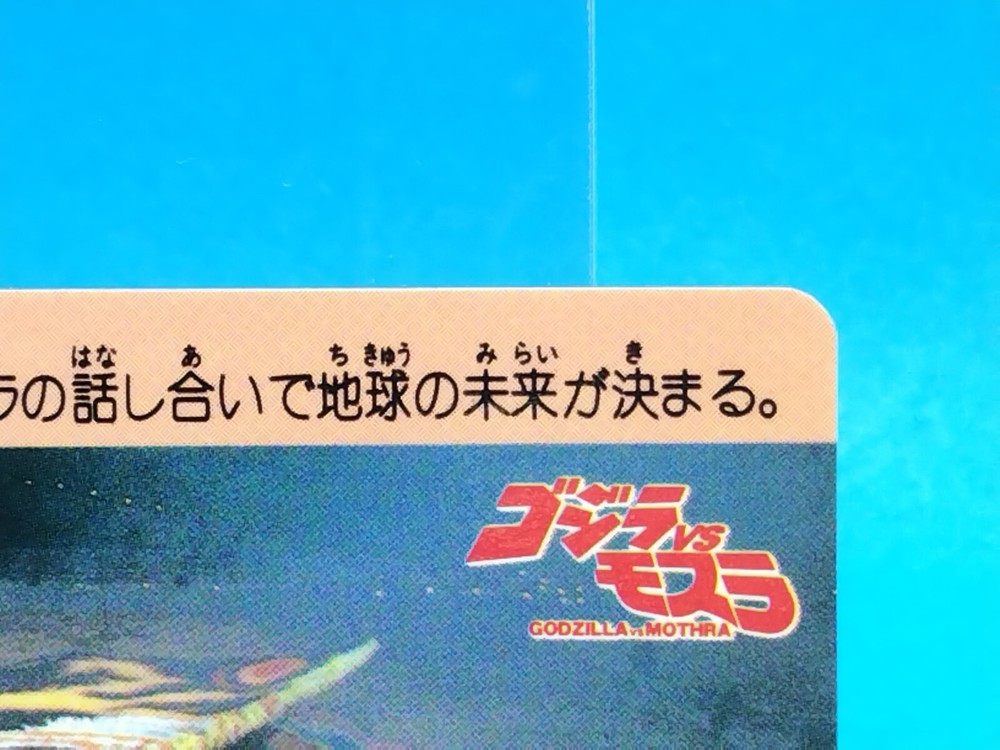 はな あ ち きゅう み らい き
ラの話し合いで地球の未来が決まる。
ゴジラVS
モスラ
GODZILLA vs MOTHRA